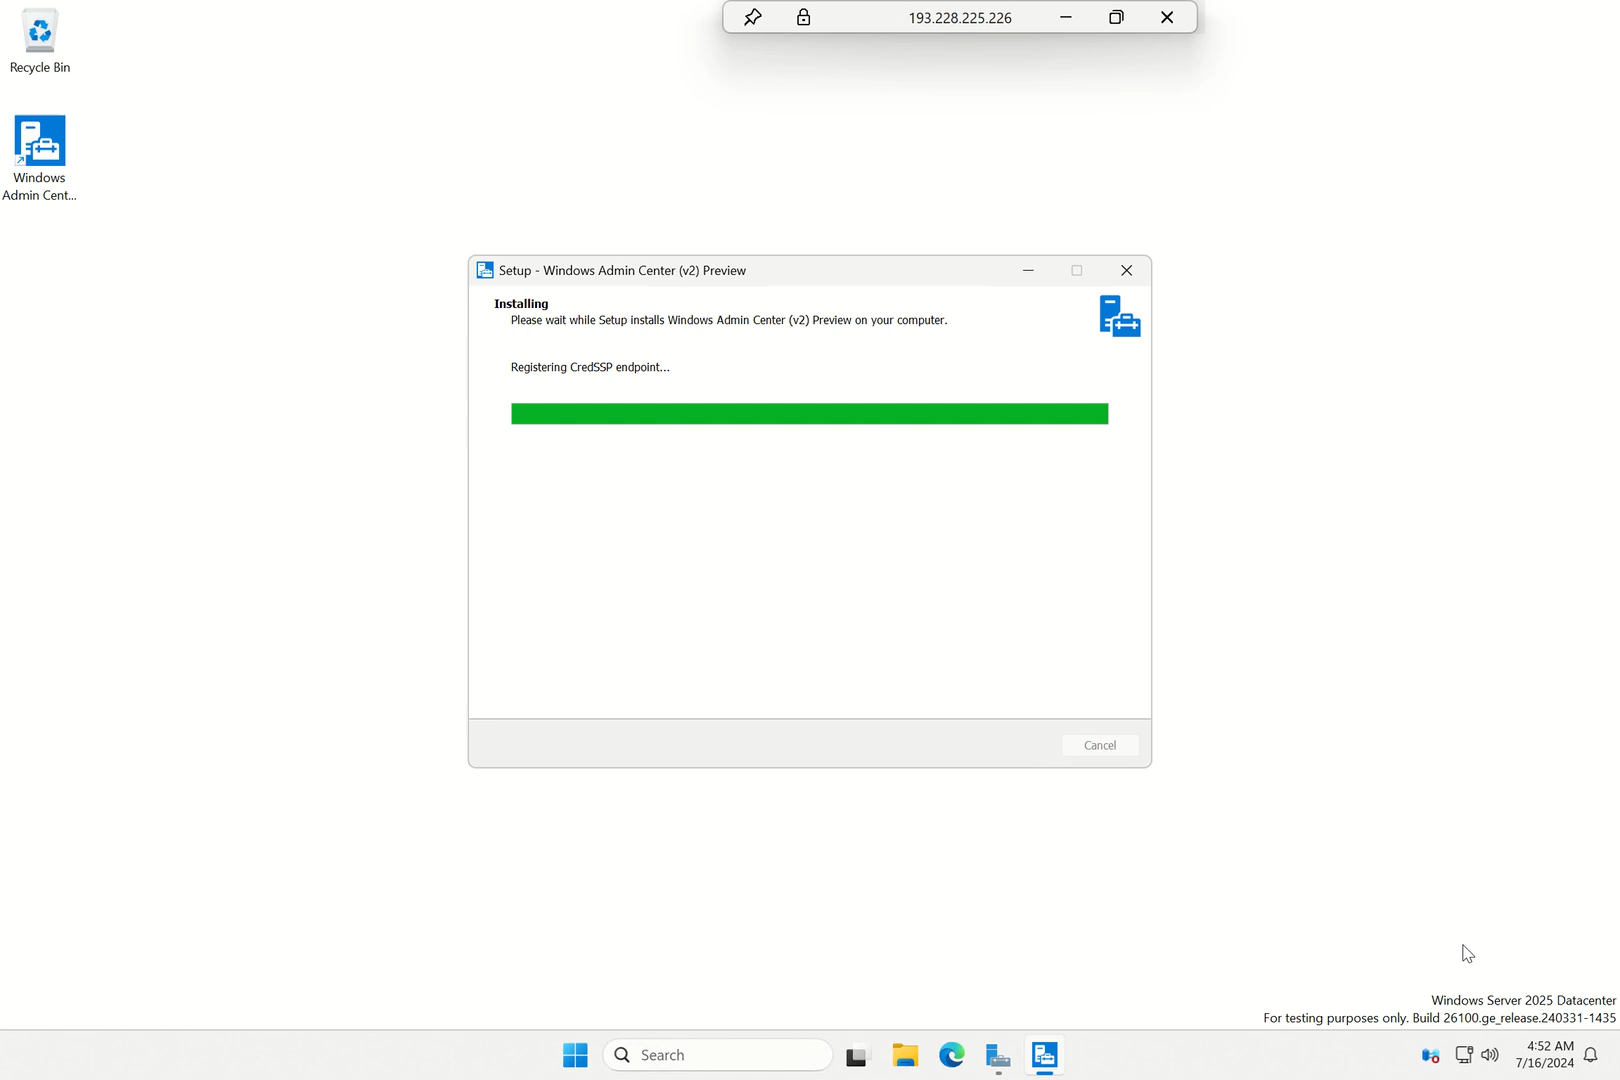 193.228.225.226
Recycle Bin
Windows
Admin Cent...
Setup - Windows Admin Center (v2) Preview
Installing
Please wait while Setup installs Windows Admin Center (v2) Preview on your computer.
Registering CredSSP endpoint...
Cancel
Windows Server 2025 Datacenter
For testing purposes only. Build 26100.ge_release.240331-1435
Search
4:52 AM
7/16/2024